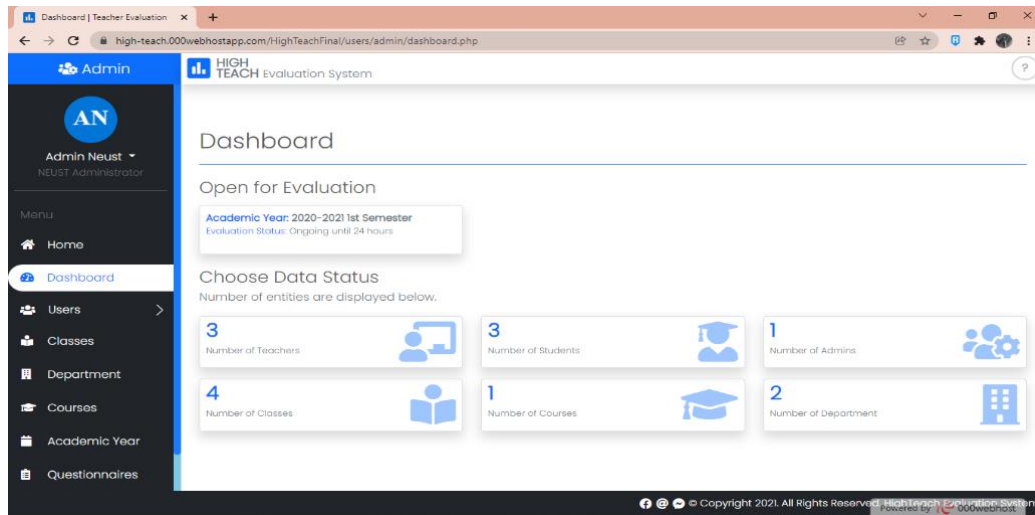 Dashboard | Teacher Evaluation
high-teach.000webhostapp.com/HighTeachFinal/users/admin/dashboard.php
Admin
HIGH
TEACH Evaluation System
?
AN
Admin Neust
NEUST Administrator
Menu
Home
Dashboard
Users
Classes
Department
Courses
Academic Year
Questionnaires
Dashboard
Open for Evaluation
Academic Year: 2020-2021 1st Semester
Evaluation Status: Ongoing until 24 hours
Choose Data Status
Number of entities are displayed below.
3
Number of Teachers
3
Number of Students
1
Number of Admins
4
Number of Classes
1
Number of Courses
2
Number of Department
© Copyright 2021. All Rights Reserved. HighTeach Evaluation System
Powered by 000webhost